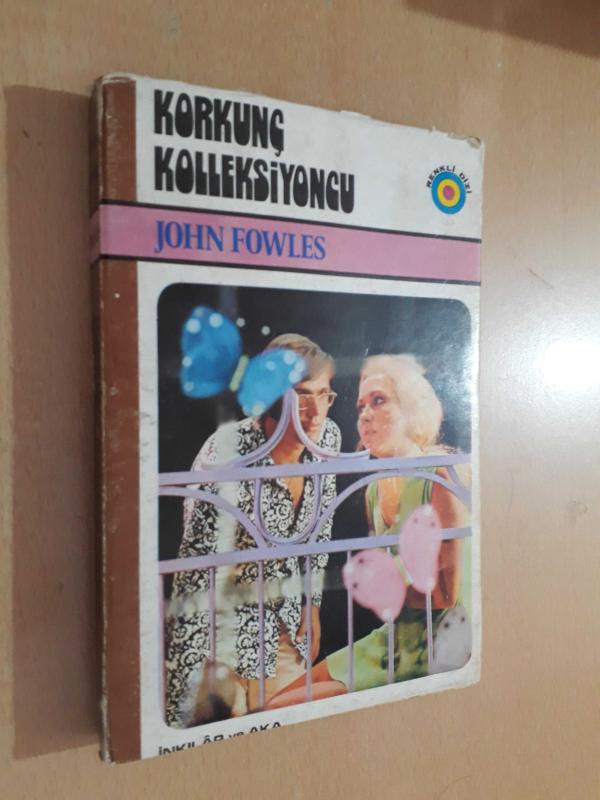 KORKUNÇ
KOLLEKSİYONCU
RENKLİ DİZİ
JOHN FOWLES
İNKILÂP ve AKA